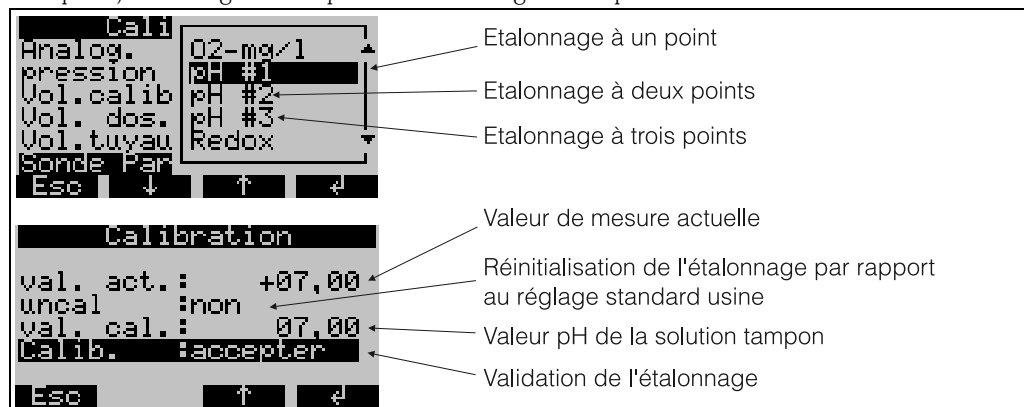 Cali
Analog.
pression
Vol.calib
Vol. dos.
Vol.tuyau
Sonde Par
O2-mg/l
pH #1
pH #2
pH #3
Redox
Esc ↓ ↑ ↲
Etalonnage à un point
Etalonnage à deux points
Etalonnage à trois points
Calibration
val. act.: +07,00
uncal :non
val. cal.: 07,00
Calib. :accepter
Esc ↑ ↲
Valeur de mesure actuelle
Réinitialisation de l'étalonnage par rapport
au réglage standard usine
Valeur pH de la solution tampon
Validation de l'étalonnage